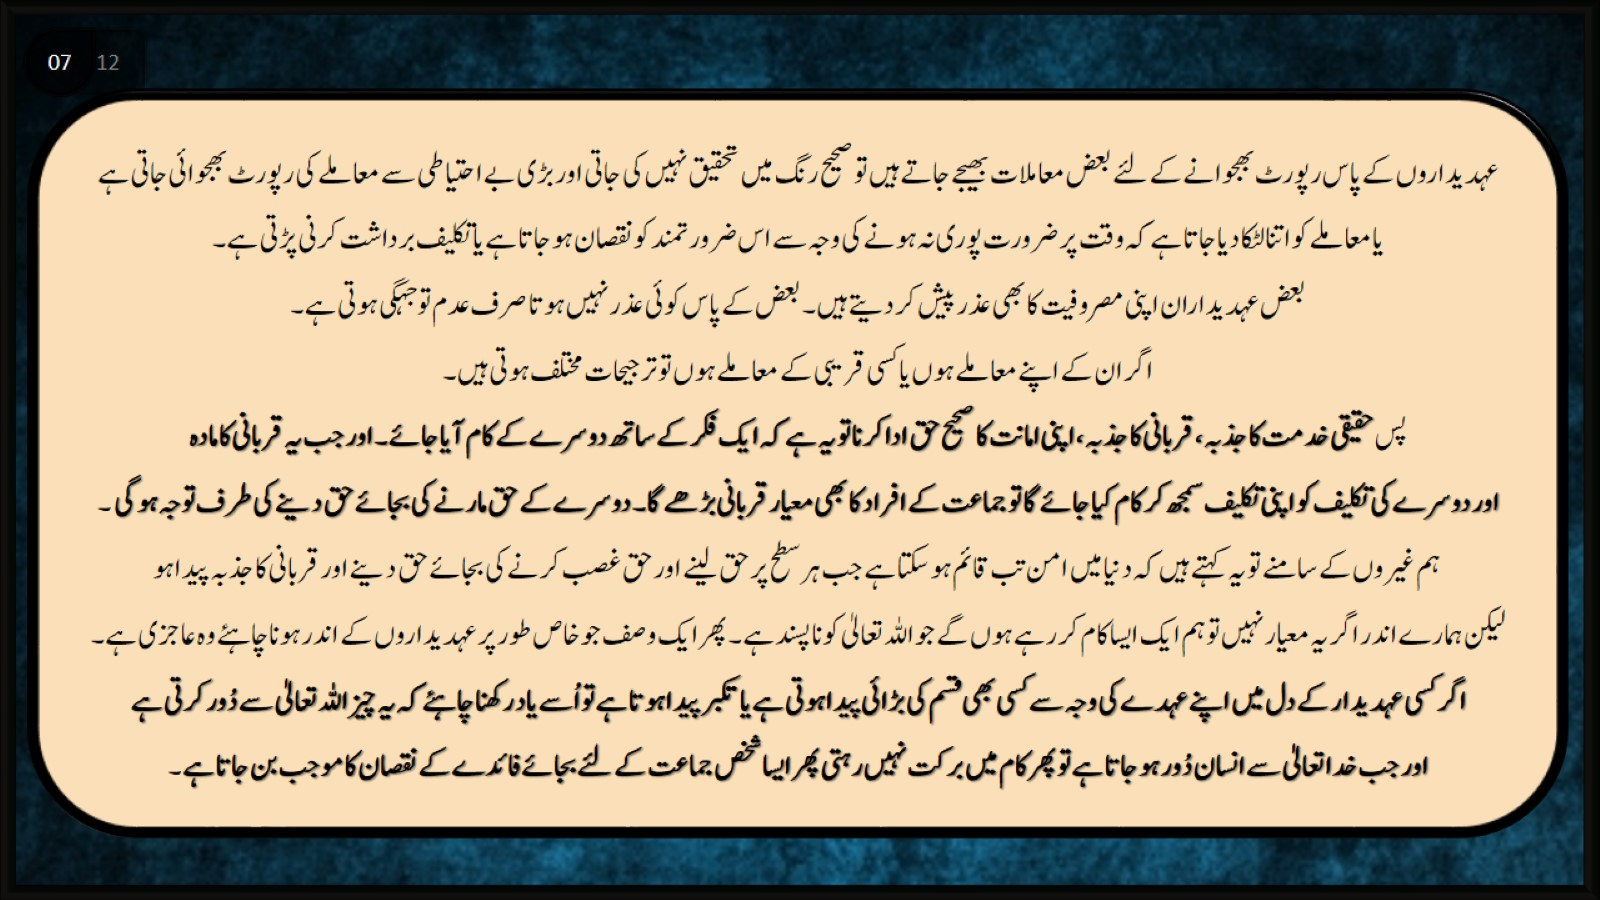 07 12
عہدیداروں کے پاس رپورٹ بھجوانے کے لئے بعض معاملات بھیجے جاتے ہیں تو صحیح رنگ میں تحقیق نہیں کی جاتی اور بڑی بے احتیاطی سے معاملے کی رپورٹ بھجوائی جاتی ہے
یا معاملے کو اتنا لٹکا دیا جاتا ہے کہ وقت پر ضرورت پوری نہ ہونے کی وجہ سے اس ضرورتمند کو نقصان ہو جاتا ہے یا تکلیف برداشت کرنی پڑتی ہے۔
بعض عہدیداران اپنی مصروفیت کا بھی عذر پیش کر دیتے ہیں۔ بعض کے پاس کوئی عذر نہیں ہوتا صرف عدم توجہگی ہوتی ہے۔
اگر ان کے اپنے معاملے ہوں یا کسی قریبی کے معاملے ہوں تو ترجیحات مختلف ہوتی ہیں۔
پس حقیقی خدمت کا جذبہ، قربانی کا جذبہ، اپنی امانت کا صحیح حق ادا کرنا تو یہ ہے کہ ایک فکر کے ساتھ دوسرے کے کام آیا جائے۔ اور جب یہ قربانی کا مادہ
اور دوسرے کی تکلیف کو اپنی تکلیف سمجھ کر کام کیا جائے گا تو جماعت کے افراد کا بھی معیار قربانی بڑھے گا۔ دوسرے کے حق مارنے کی بجائے حق دینے کی طرف توجہ ہو گی ۔
ہم غیروں کے سامنے تو یہ کہتے ہیں کہ دنیا میں امن تب قائم ہو سکتا ہے جب ہر سطح پر حق لینے اور حق غصب کرنے کی بجائے حق دینے اور قربانی کا جذبہ پیدا ہو
لیکن ہمارے اندر اگر یہ معیار نہیں تو ہم ایک ایسا کام کر رہے ہوں گے جو اللہ تعالیٰ کو ناپسند ہے۔ پھر ایک وصف جو خاص طور پر عہدیداروں کے اندر ہونا چاہئے وہ عاجزی ہے۔
اگر کسی عہدیدار کے دل میں اپنے عہدے کی وجہ سے کسی بھی قسم کی بڑائی پیدا ہوتی ہے یا تکبر پیدا ہوتا ہے تو اُسے یاد رکھنا چاہئے کہ یہ چیز اللہ تعالیٰ سے دُور کرتی ہے
اور جب خدا تعالیٰ سے انسان دُور ہو جاتا ہے تو پھر کام میں برکت نہیں رہتی پھر ایسا شخص جماعت کے لئے بجائے فائدے کے نقصان کا موجب بن جاتا ہے۔